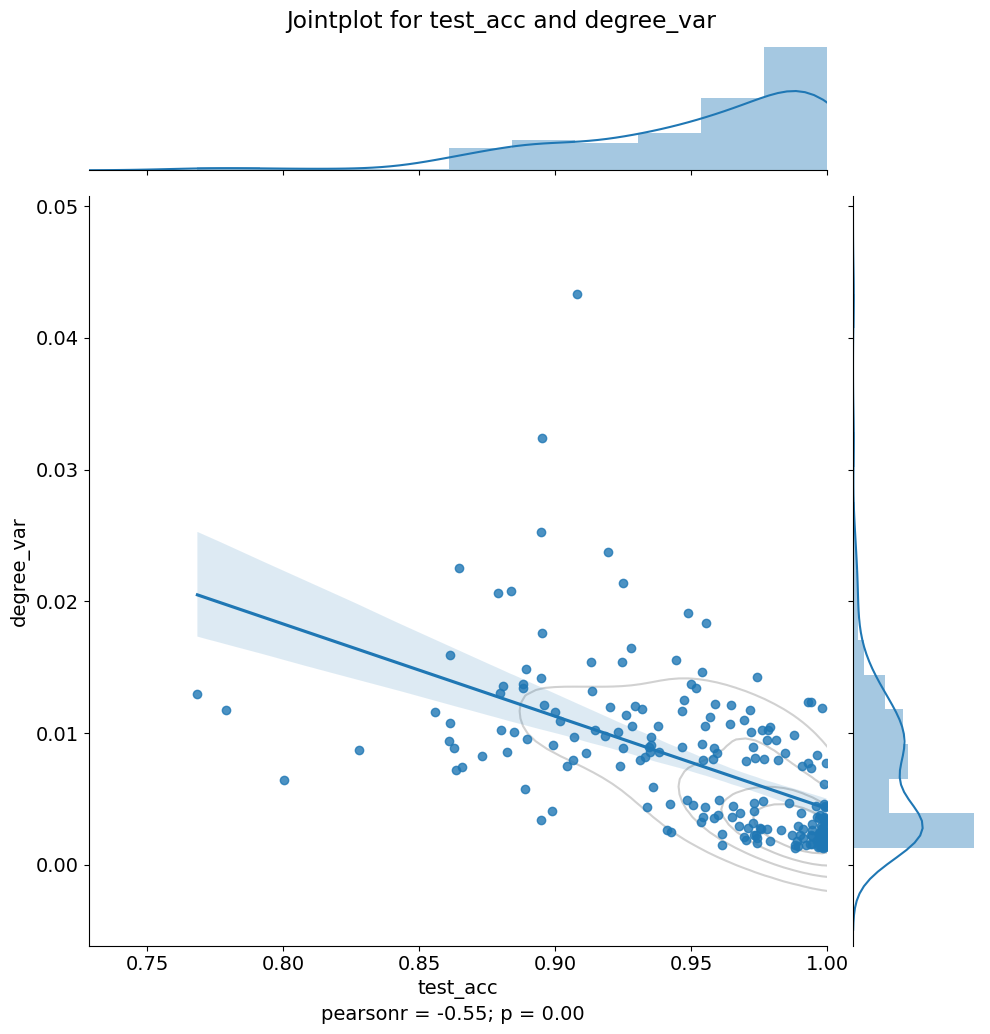 Jointplot for test_acc and degree_var
0.05
0.04
0.03
0.02
0.01
0.00
degree_var
0.75 0.80 0.85 0.90 0.95 1.00
test_acc
pearsonr = -0.55; p = 0.00